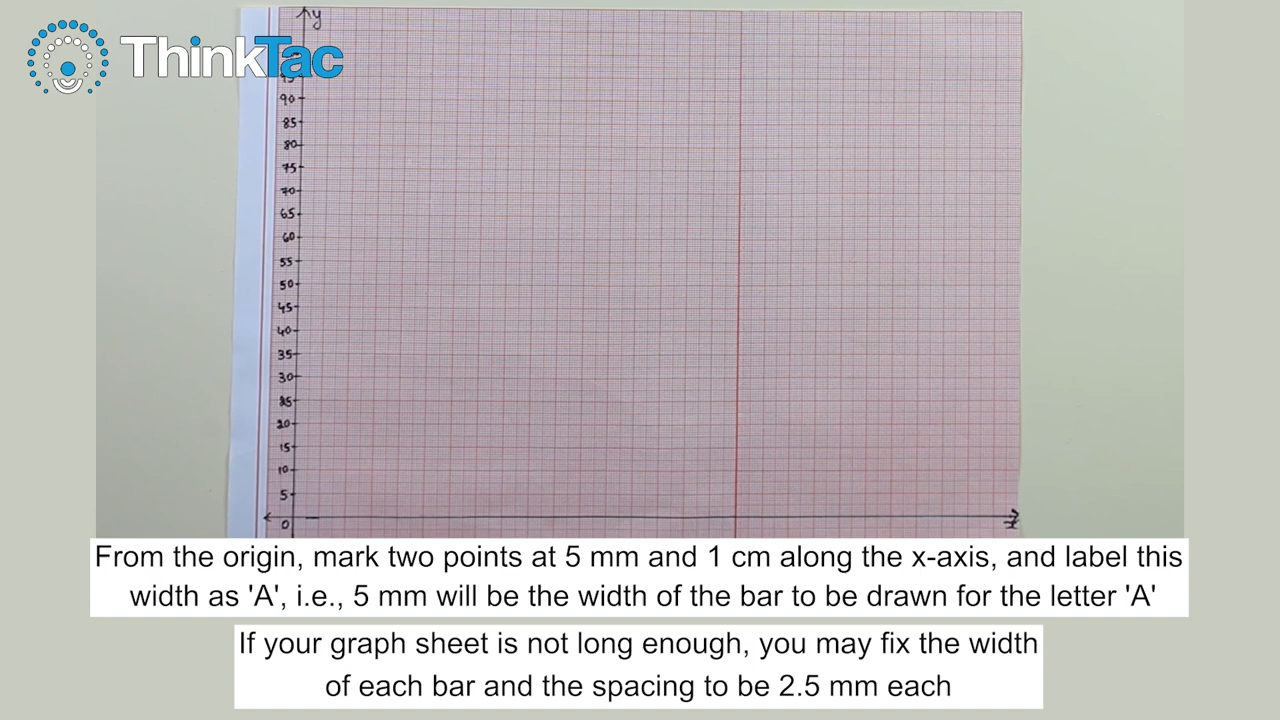 y
ThinkTac
95
90
85
80
75
70
65
60
55
50
45
40
35
30
25
20
15
10
5
0
x
From the origin, mark two points at 5 mm and 1 cm along the x-axis, and label this
width as 'A', i.e., 5 mm will be the width of the bar to be drawn for the letter 'A'
If your graph sheet is not long enough, you may fix the width
of each bar and the spacing to be 2.5 mm each